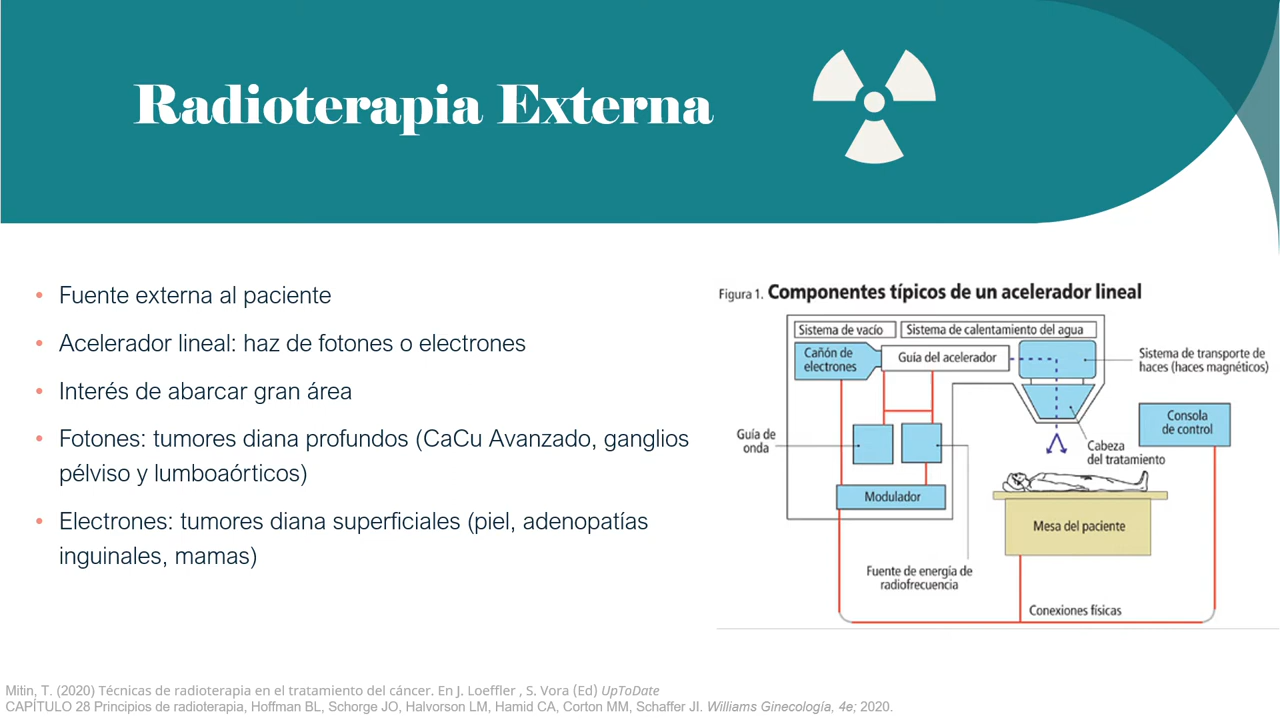 Radioterapia Externa
• Fuente externa al paciente
• Acelerador lineal: haz de fotones o electrones
• Interés de abarcar gran área
• Fotones: tumores diana profundos (CaCu Avanzado, ganglios
pélviso y lumboaórticos)
• Electrones: tumores diana superficiales (piel, adenopatías
inguinales, mamas)
Figura 1. Componentes típicos de un acelerador lineal
Sistema de vacío
Sistema de calentamiento del agua
Cañón de
electrones
Guía del acelerador
Sistema de transporte de
haces (haces magnéticos)
Consola
de control
Guía de
onda
Cabeza
del tratamiento
Modulador
Mesa del paciente
Fuente de energía de
radiofrecuencia
Conexiones físicas
Mitin, T. (2020) Técnicas de radioterapia en el tratamiento del cáncer. En J. Loeffler , S. Vora (Ed) UpToDate
CAPÍTULO 28 Principios de radioterapia, Hoffman BL, Schorge JO, Halvorson LM, Hamid CA, Corton MM, Schaffer JI. Williams Ginecología, 4e; 2020.